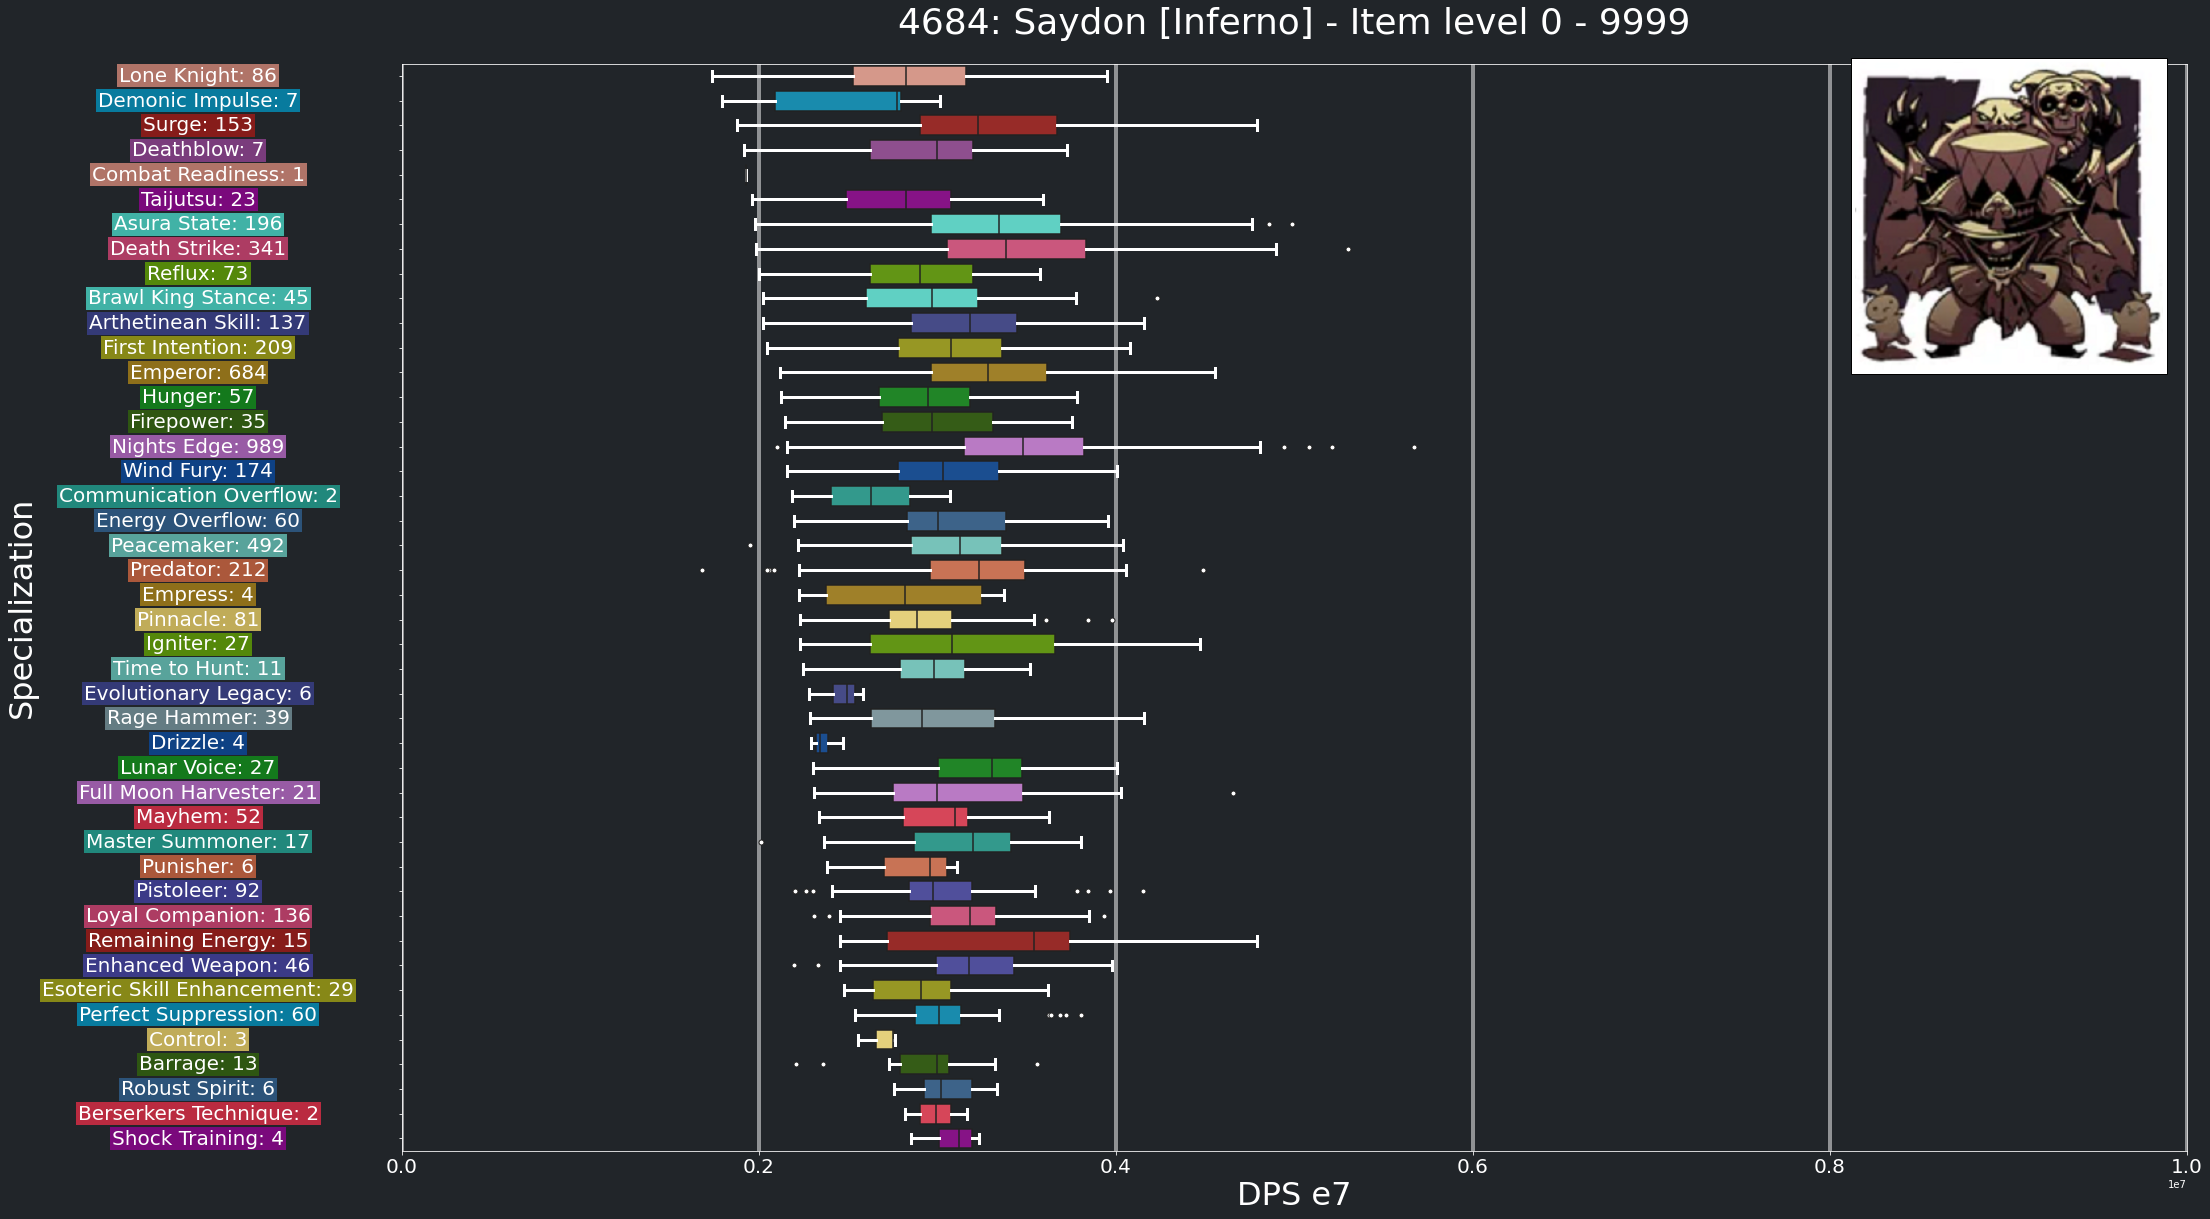 4684: Saydon [Inferno] - Item level 0 - 9999
Specialization
Lone Knight: 86
Demonic Impulse: 7
Surge: 153
Deathblow: 7
Combat Readiness: 1
Taijutsu: 23
Asura State: 196
Death Strike: 341
Reflux: 73
Brawl King Stance: 45
Arthetinean Skill: 137
First Intention: 209
Emperor: 684
Hunger: 57
Firepower: 35
Nights Edge: 989
Wind Fury: 174
Communication Overflow: 2
Energy Overflow: 60
Peacemaker: 492
Predator: 212
Empress: 4
Pinnacle: 81
Igniter: 27
Time to Hunt: 11
Evolutionary Legacy: 6
Rage Hammer: 39
Drizzle: 4
Lunar Voice: 27
Full Moon Harvester: 21
Mayhem: 52
Master Summoner: 17
Punisher: 6
Pistoleer: 92
Loyal Companion: 136
Remaining Energy: 15
Enhanced Weapon: 46
Esoteric Skill Enhancement: 29
Perfect Suppression: 60
Control: 3
Barrage: 13
Robust Spirit: 6
Berserkers Technique: 2
Shock Training: 4
0.0 0.2 0.4 0.6 0.8 1.0
1e7
DPS e7